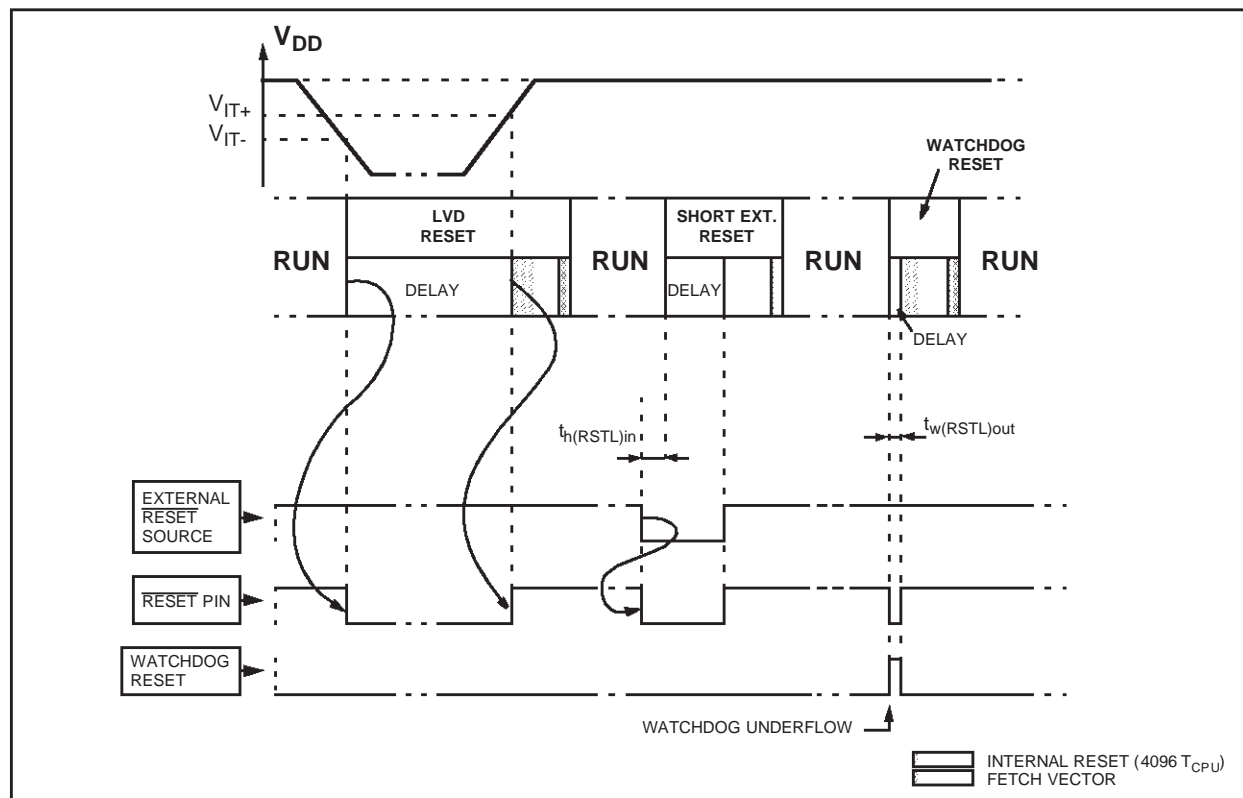 VDD
VIT+
VIT-
WATCHDOG
RESET
LVD
RESET
SHORT EXT.
RESET
RUN
RUN
RUN
RUN
DELAY
DELAY
DELAY
th(RSTL)in
tw(RSTL)out
EXTERNAL
RESET
SOURCE
RESET PIN
WATCHDOG
RESET
WATCHDOG UNDERFLOW
INTERNAL RESET (4096 TCPU)
FETCH VECTOR